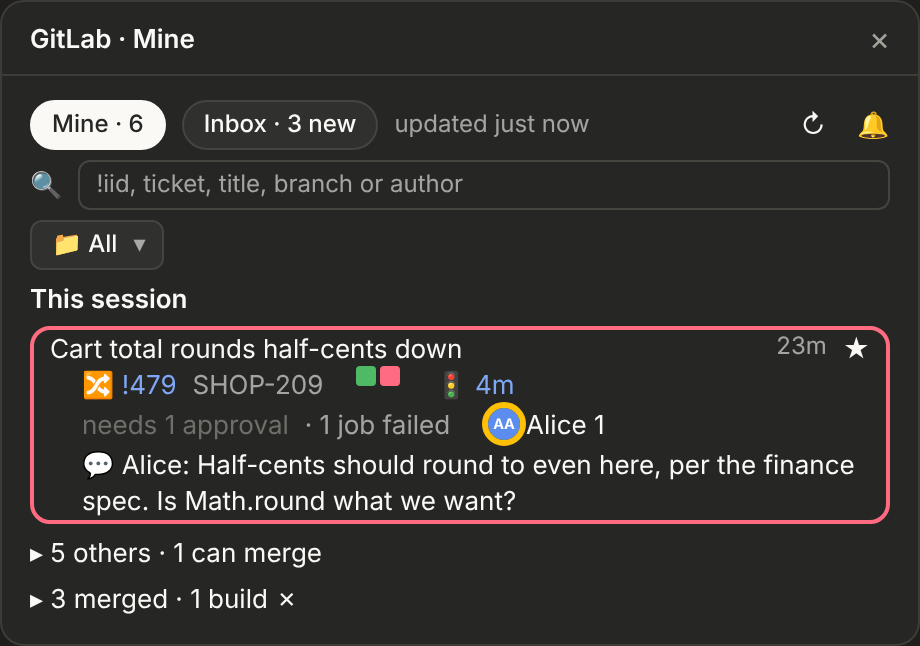 GitLab · Mine ×
Mine · 6 Inbox · 3 new updated just now
!iid, ticket, title, branch or author
All ▾
This session
Cart total rounds half-cents down 23m ★
!479 SHOP-209 4m
needs 1 approval · 1 job failed AA Alice 1
Alice: Half-cents should round to even here, per the finance
spec. Is Math.round what we want?
▸ 5 others · 1 can merge
▸ 3 merged · 1 build ×